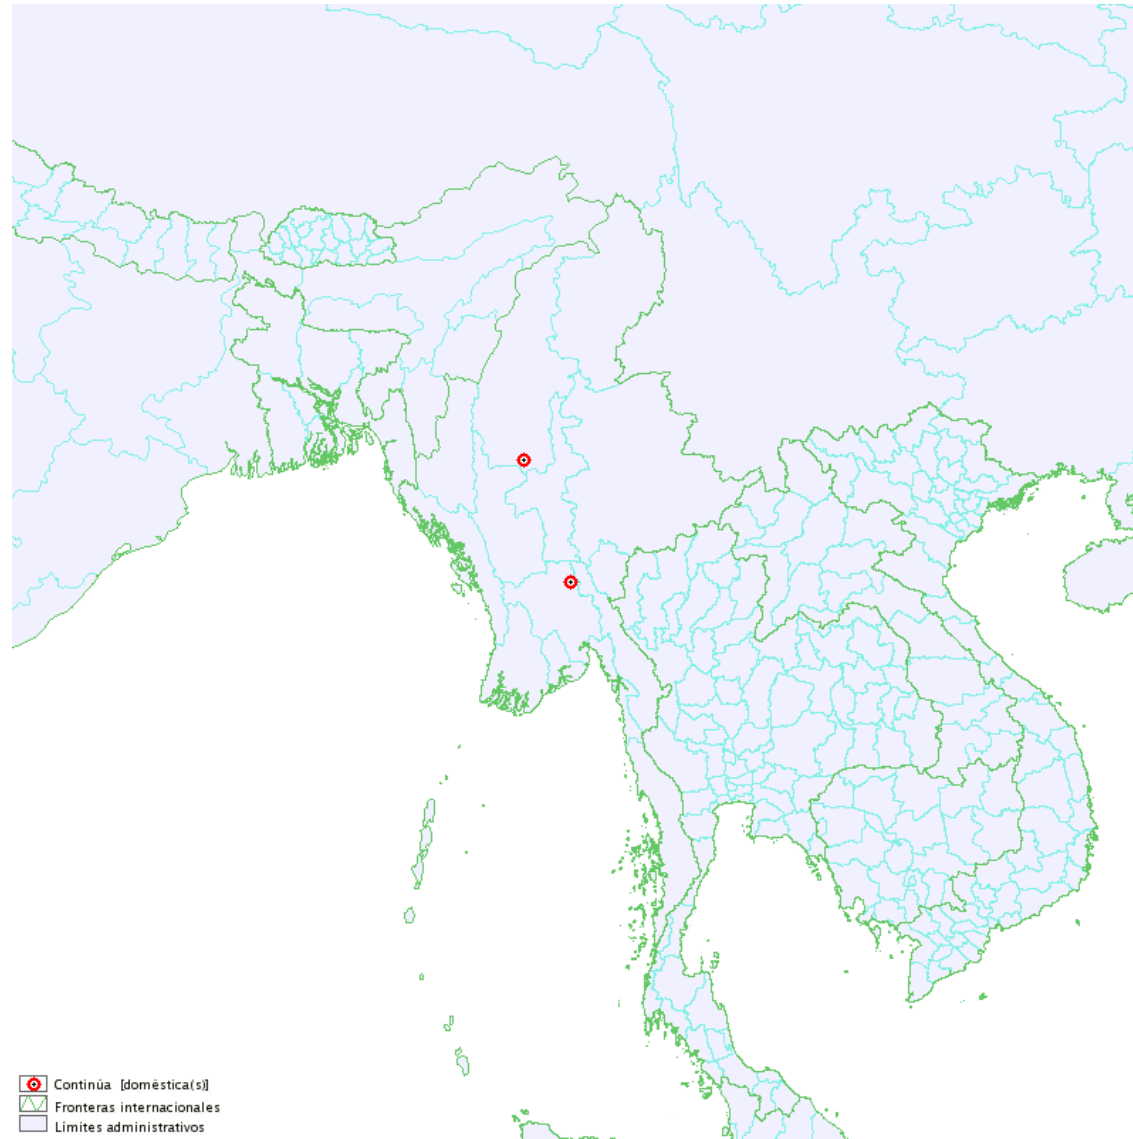 Continúa [doméstica(s)]
Fronteras internacionales
Límites administrativos